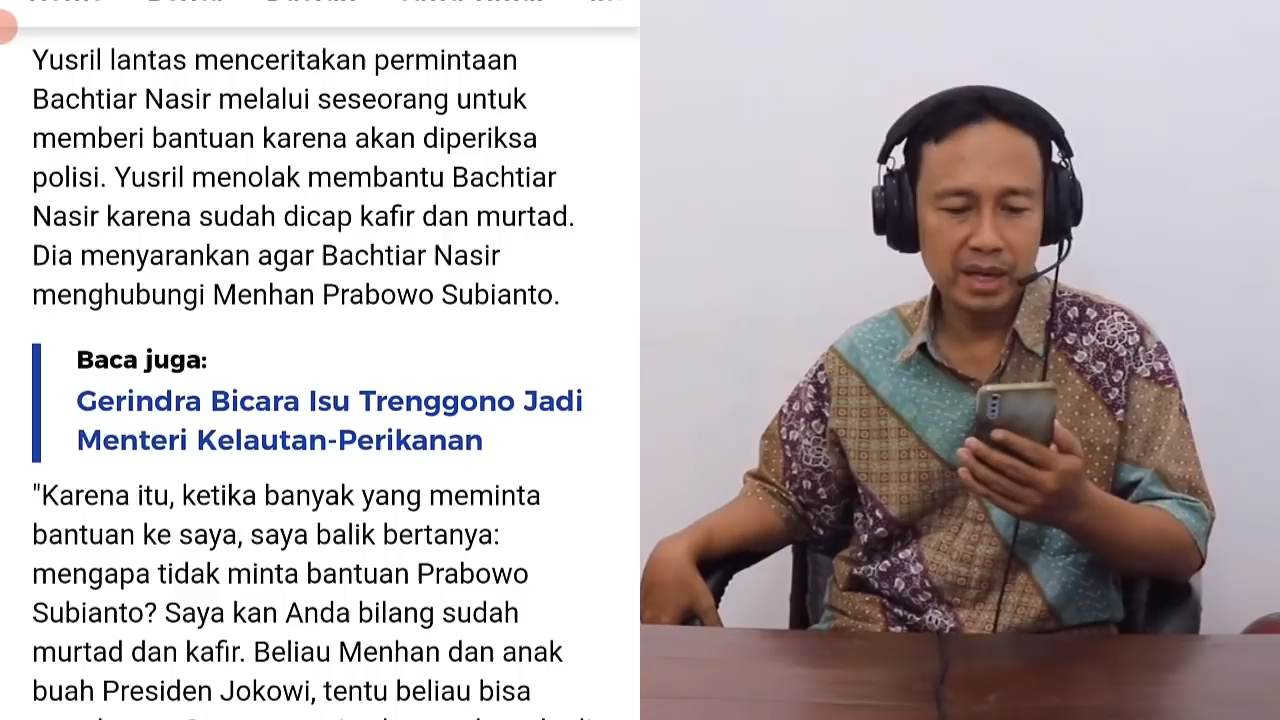 Yusril lantas menceritakan permintaan
Bachtiar Nasir melalui seseorang untuk
memberi bantuan karena akan diperiksa
polisi. Yusril menolak membantu Bachtiar
Nasir karena sudah dicap kafir dan murtad.
Dia menyarankan agar Bachtiar Nasir
menghubungi Menhan Prabowo Subianto.
Baca juga:
Gerindra Bicara Isu Trenggono Jadi
Menteri Kelautan-Perikanan
"Karena itu, ketika banyak yang meminta
bantuan ke saya, saya balik bertanya:
mengapa tidak minta bantuan Prabowo
Subianto? Saya kan Anda bilang sudah
murtad dan kafir. Beliau Menhan dan anak
buah Presiden Jokowi, tentu beliau bisa